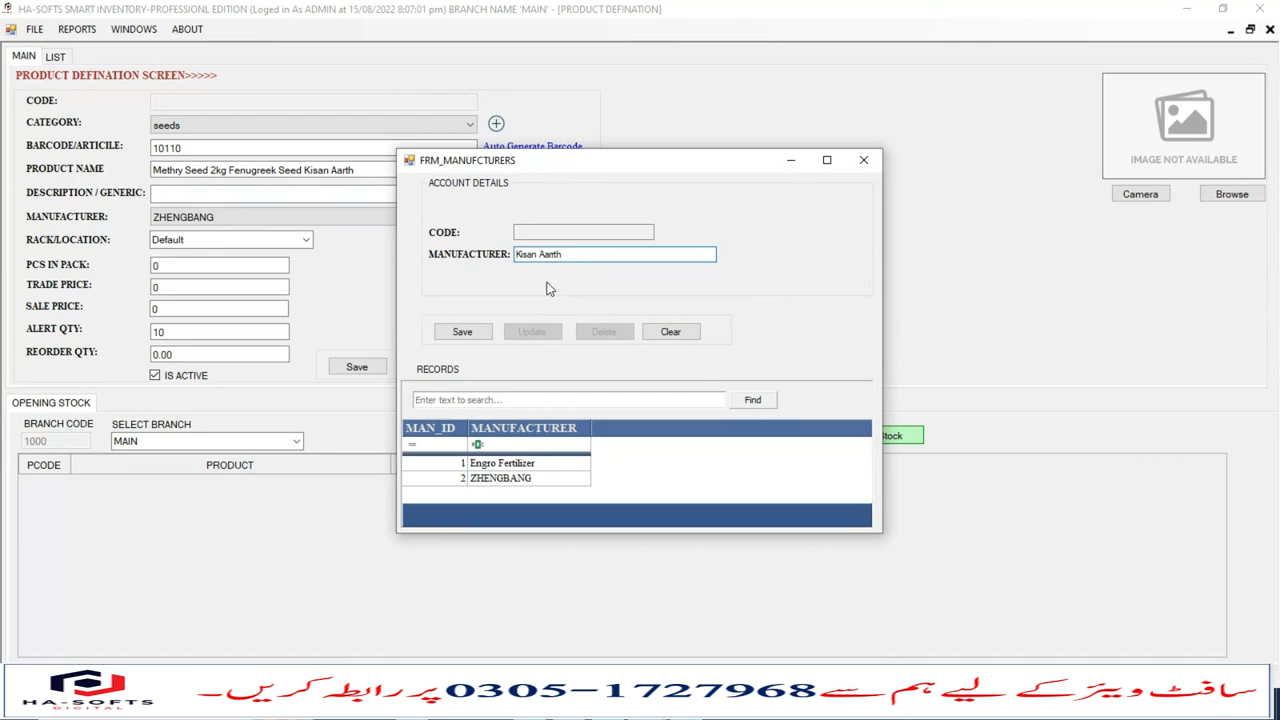 HA-SOFTS SMART INVENTORY-PROFESSIONL EDITION (Loged in As ADMIN at 15/08/2022 8:07:01 pm) BRANCH NAME 'MAIN' - [PRODUCT DEFINATION]
FILE REPORTS WINDOWS ABOUT
MAIN LIST
PRODUCT DEFINATION SCREEN>>>>>
CODE:
CATEGORY: seeds
BARCODE/ARTICILE: 10110 Auto Generate Barcode
PRODUCT NAME Methry Seed 2kg Fenugreek Seed Kisan Aarth
DESCRIPTION / GENERIC:
MANUFACTURER: ZHENGBANG
RACK/LOCATION: Default
PCS IN PACK: 0
TRADE PRICE: 0
SALE PRICE: 0
ALERT QTY: 10
REORDER QTY: 0.00
IS ACTIVE
Save
IMAGE NOT AVAILABLE
Camera Browse
FRM_MANUFCTURERS
ACCOUNT DETAILS
CODE:
MANUFACTURER: Kisan Aarrth
Save Update Delete Clear
RECORDS
Enter text to search... Find
MAN_ID MANUFACTURER
1 Engro Fertilizer
2 ZHENGBANG
OPENING STOCK
BRANCH CODE SELECT BRANCH
1000 MAIN
PCODE PRODUCT
HA-SOFTS
DIGITAL
سافٹ ویئر کے لیے ہم سے 0305-1727968 پر رابطہ کریں۔